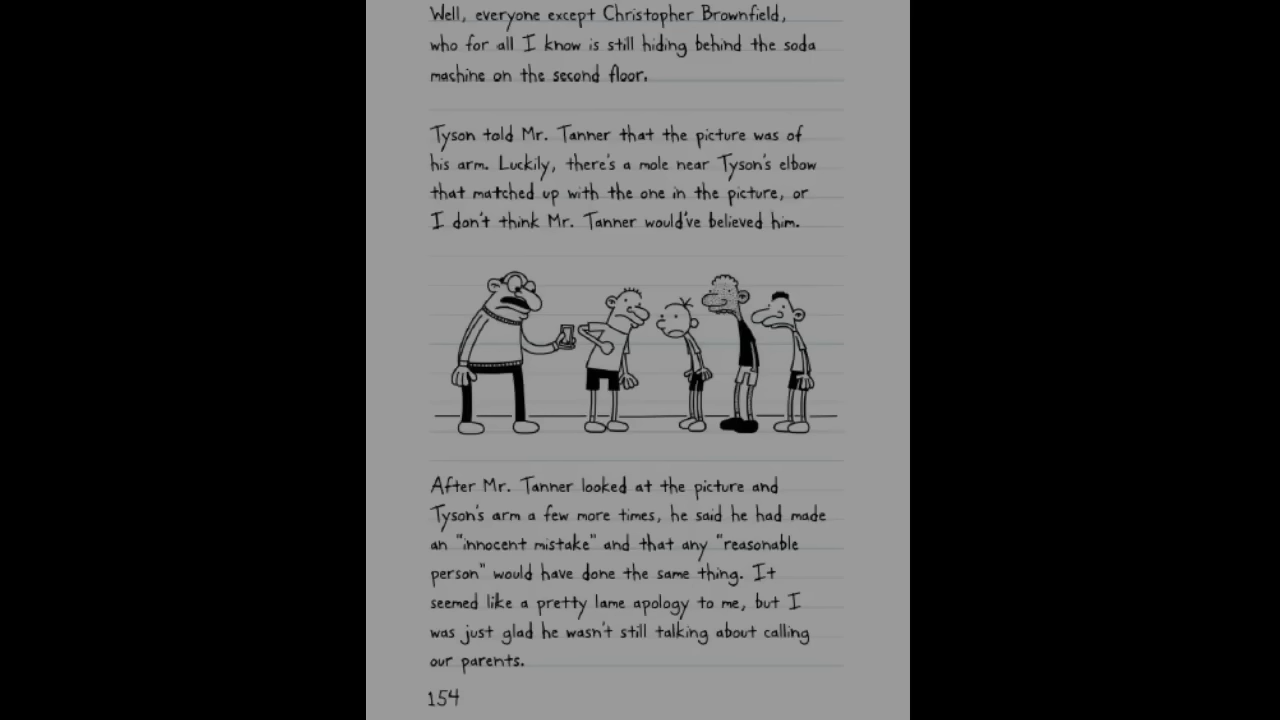 Well, everyone except Christopher Brownfield,
who for all I know is still hiding behind the soda
machine on the second floor.
Tyson told Mr. Tanner that the picture was of
his arm. Luckily, there's a mole near Tyson's elbow
that matched up with the one in the picture, or
I don't think Mr. Tanner would've believed him.
After Mr. Tanner looked at the picture and
Tyson's arm a few more times, he said he had made
an "innocent mistake" and that any "reasonable
person" would have done the same thing. It
seemed like a pretty lame apology to me, but I
was just glad he wasn't still talking about calling
our parents.
154